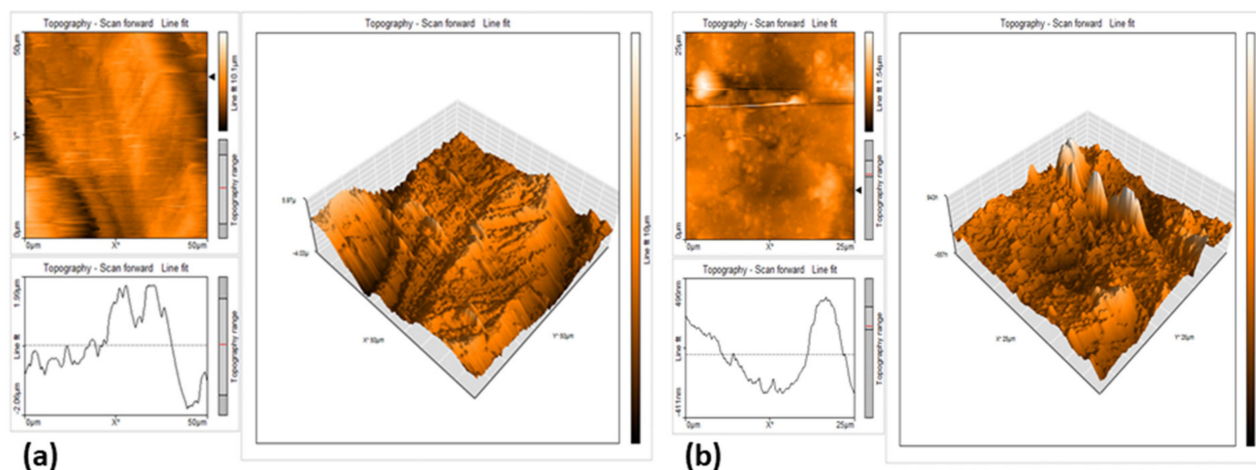 Topography - Scan forward Line fit
50µm
Y*
0µm
X*
50µm
Line fit 10.1µm
Topography range
Topography - Scan forward Line fit
1.99µm
Line fit
-2.06µm
0µm
X*
50µm
Topography range
Topography - Scan forward Line fit
X* 50µm
Y* 50µm
Line fit 10µm
(a)
Topography - Scan forward Line fit
25µm
Y*
0µm
0µm
X*
25µm
Line fit 1.54µm
Topography range
Topography - Scan forward Line fit
496nm
Line fit
-411nm
0µm
X*
25µm
Topography range
Topography - Scan forward Line fit
X* 25µm
Y* 25µm
(b)